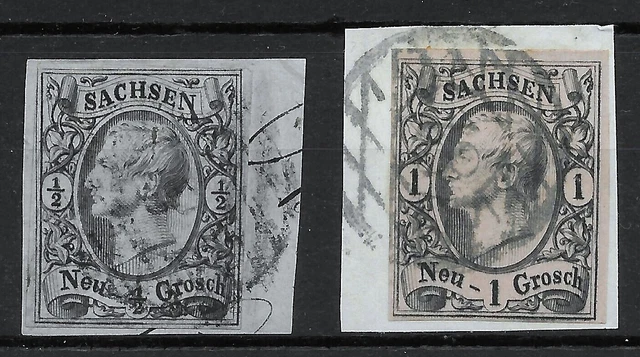 SACHSEN
½ ½
Neu - ½ Grosch
SACHSEN
1 1
Neu - 1 Grosch